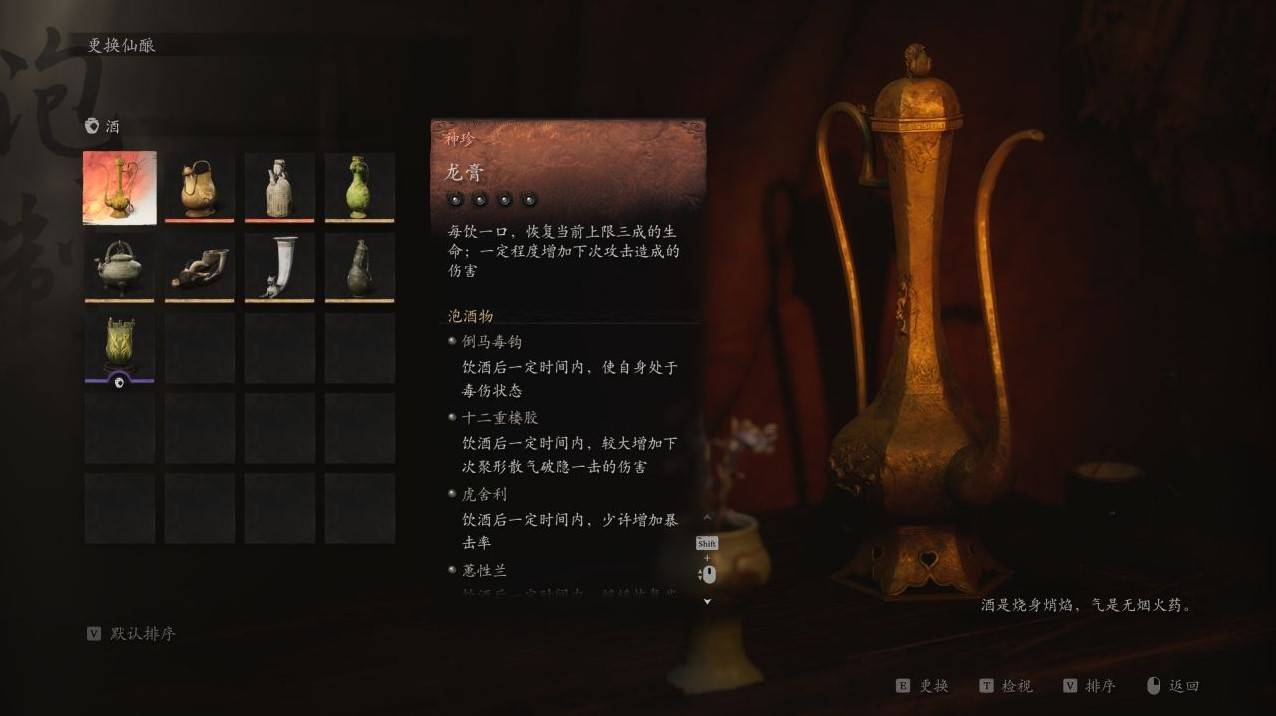 更换仙酿
酒
神珍
龙膏
每饮一口，恢复当前上限三成的生
命；一定程度增加下次攻击造成的
伤害
泡酒物
倒马毒钩
饮酒后一定时间内，使自身处于
毒伤状态
十二重楼胶
饮酒后一定时间内，较大增加下
次聚形散气破隐一击的伤害
虎舍利
饮酒后一定时间内，少许增加暴
击率
蕙性兰
Shift
+
酒是烧身焇焰，气是无烟火药。
V 默认排序
E 更换
T 检视
V 排序
返回